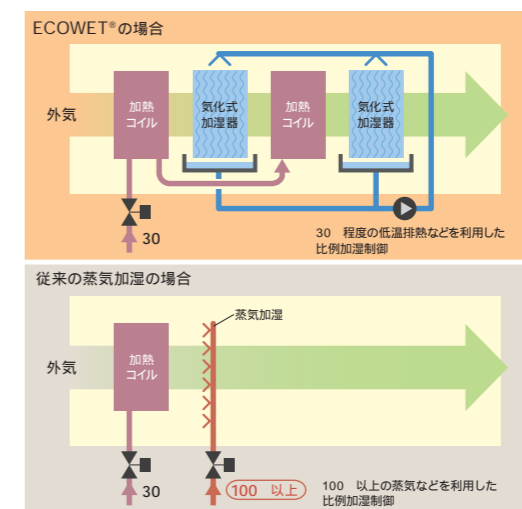 ECOWET®の場合
外気
加熱
コイル
気化式
加湿器
加熱
コイル
気化式
加湿器
30
30　程度の低温排熱などを利用した
比例加湿制御
従来の蒸気加湿の場合
蒸気加湿
外気
加熱
コイル
30
100　以上
100　以上の蒸気などを利用した
比例加湿制御